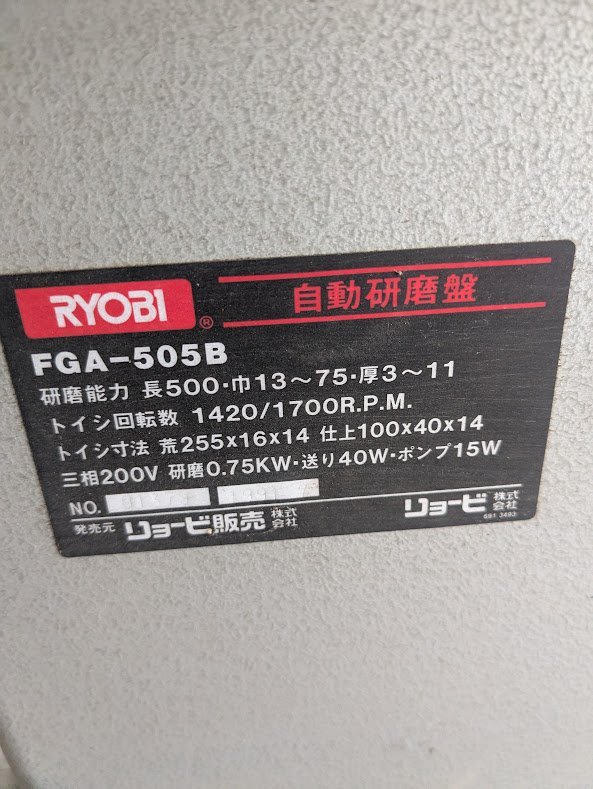 RYOBI ®
自動研磨盤
FGA-505B
研磨能力 長500・巾13〜75・厚3〜11
トイシ回転数 1420/1700R.P.M.
トイシ寸法 荒255x16x14 仕上100x40x14
三相200V 研磨0.75KW・送り40W・ポンプ15W
NO.
発売元 リョービ販売 株式会社
リョービ 株式会社